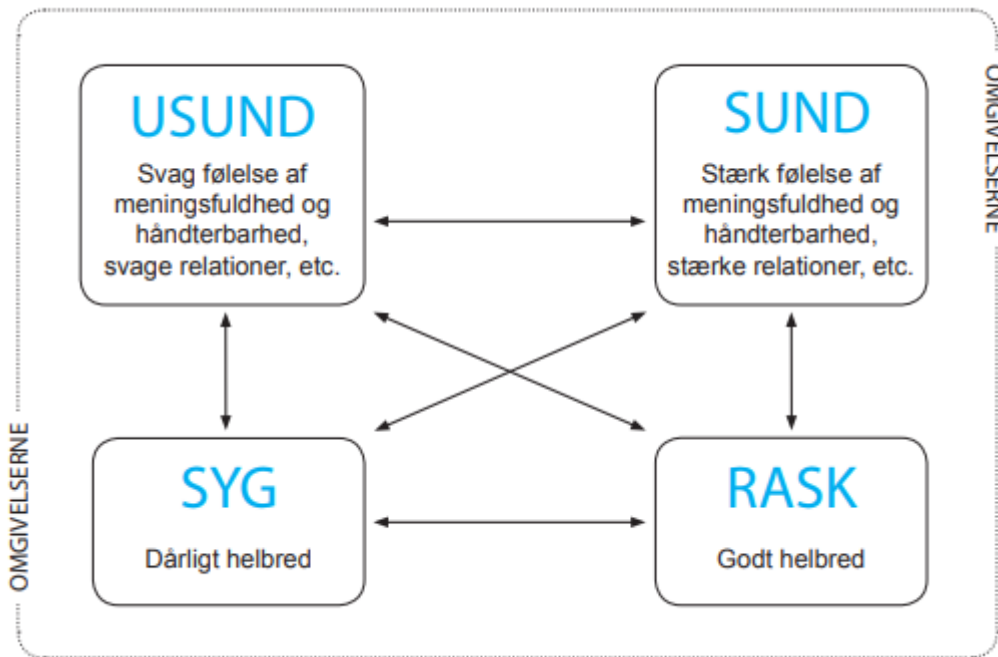 USUND
Svag følelse af
meningsfuldhed og
håndterbarhed,
svage relationer, etc.
SUND
Stærk følelse af
meningsfuldhed og
håndterbarhed,
stærke relationer, etc.
OMGIVELSERNE
OMGIVELSERNE
SYG
Dårligt helbred
RASK
Godt helbred